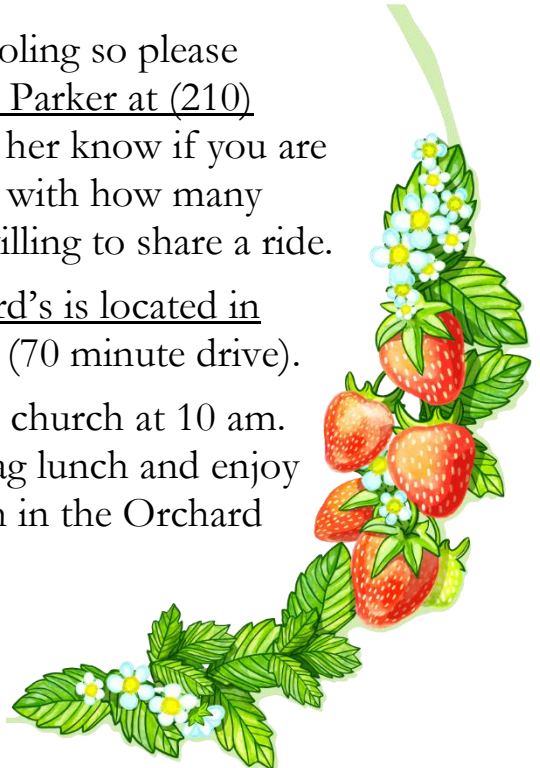 oling so please
Parker at (210)
her know if you are
with how many
illing to share a ride.
rd's is located in
(70 minute drive).
church at 10 am.
ag lunch and enjoy
n in the Orchard